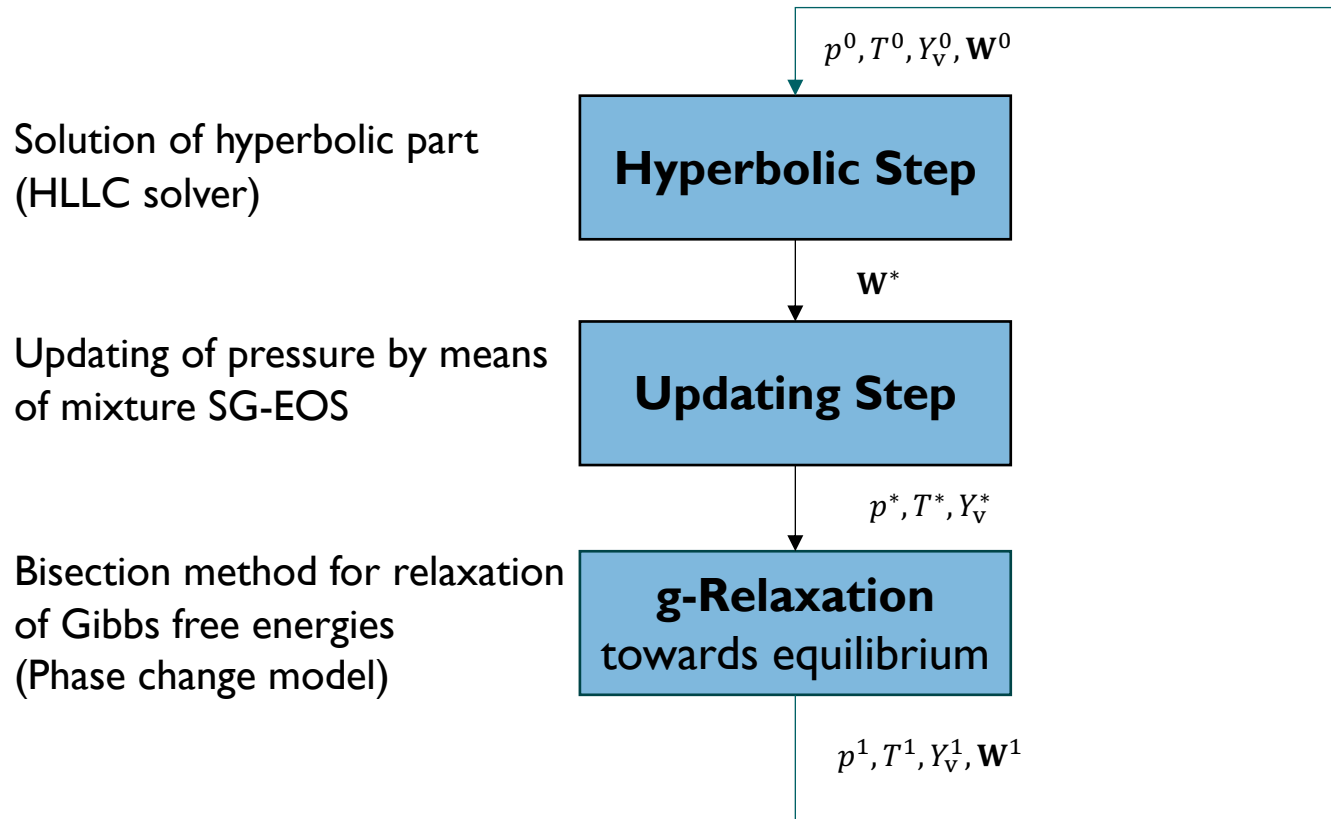 p⁰, T⁰, Y_v⁰, W⁰
Solution of hyperbolic part
(HLLC solver)
Hyperbolic Step
W*
Updating of pressure by means
of mixture SG-EOS
Updating Step
p*, T*, Y_v*
Bisection method for relaxation
of Gibbs free energies
(Phase change model)
g-Relaxation
towards equilibrium
p¹, T¹, Y_v¹, W¹